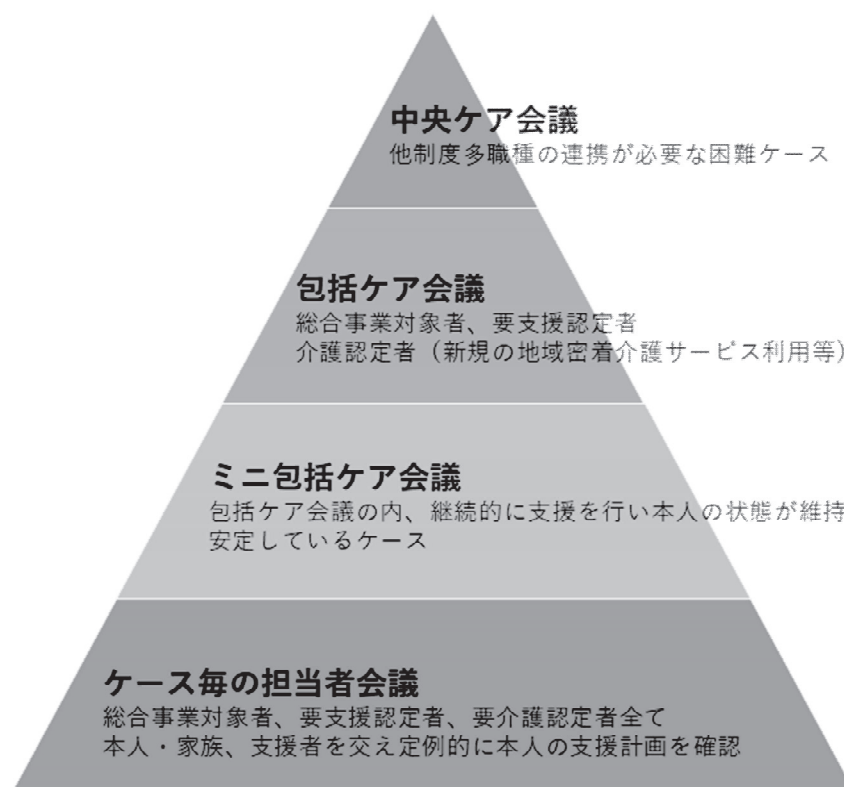 中央ケア会議
他制度多職種の連携が必要な困難ケース
包括ケア会議
総合事業対象者、要支援認定者
介護認定者（新規の地域密着介護サービス利用等）
ミニ包括ケア会議
包括ケア会議の内、継続的に支援を行い本人の状態が維持
安定しているケース
ケース毎の担当者会議
総合事業対象者、要支援認定者、要介護認定者全て
本人・家族、支援者を交え定例的に本人の支援計画を確認